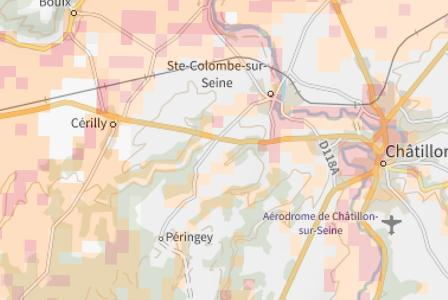 Bouix
Ste-Colombe-sur-
Seine
Cérilly
D118A
Châtillon
Aérodrome de Châtillon-
sur-Seine
Péringey